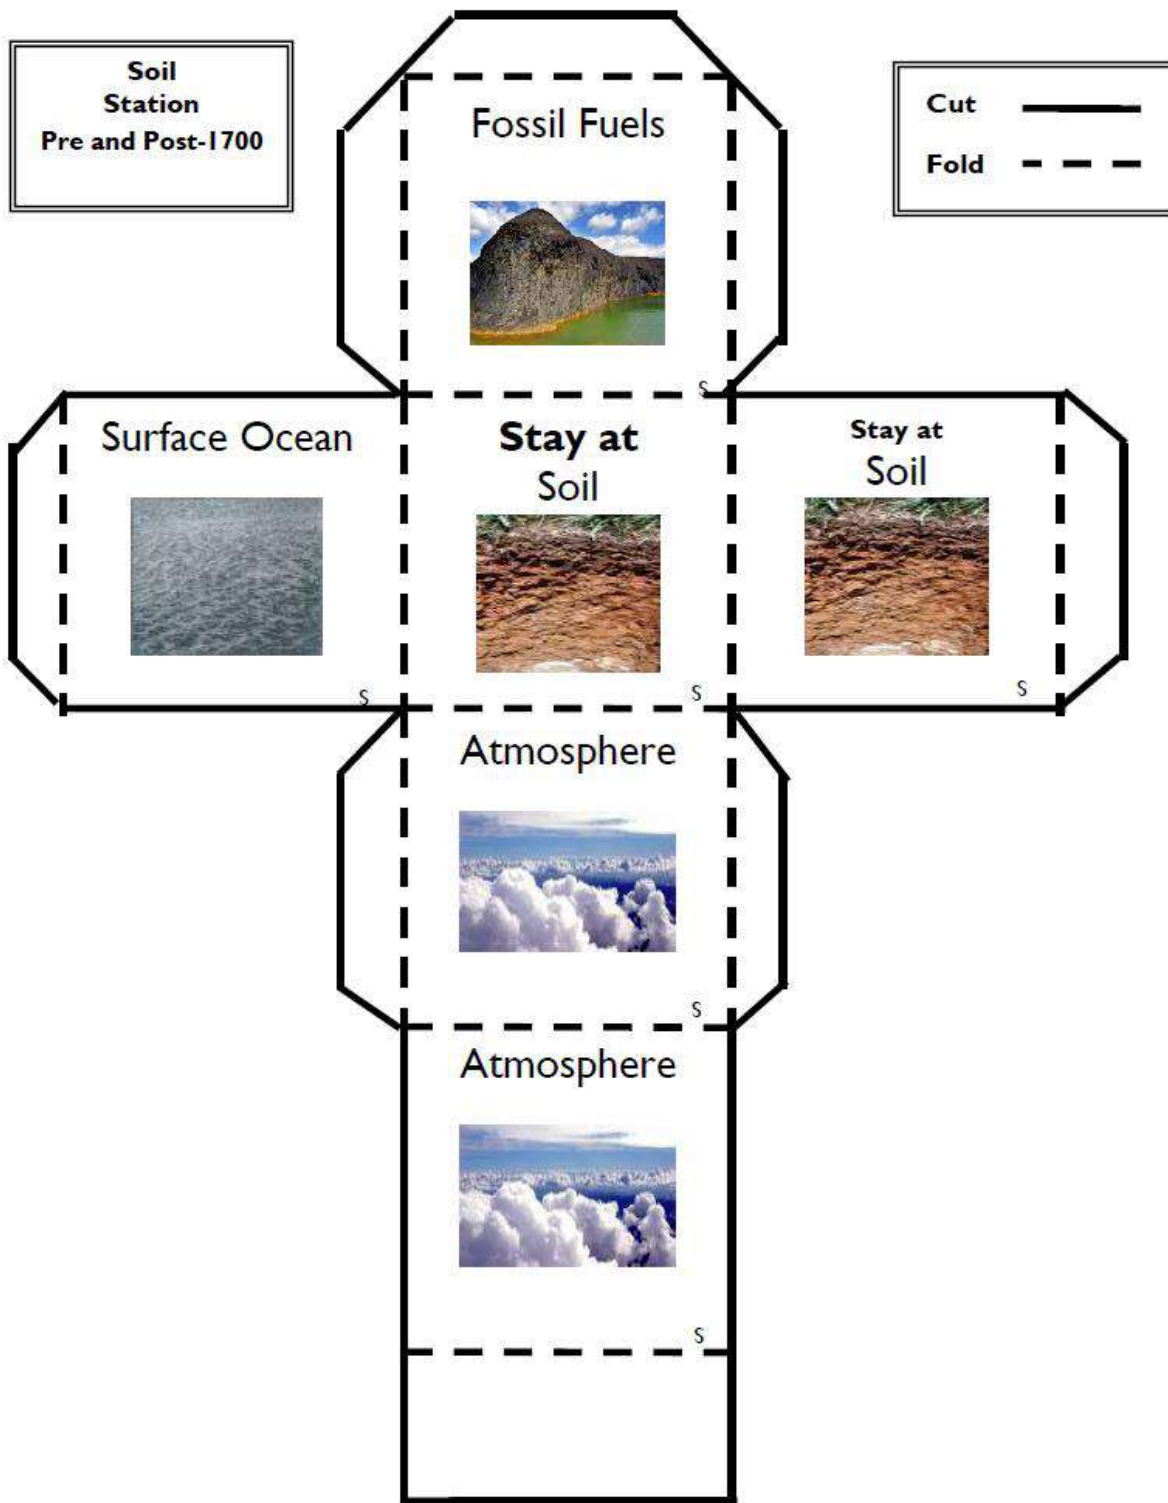 Soil
Station
Pre and Post-1700
Cut
Fold
Fossil Fuels
S
Surface Ocean
S
Stay at
Soil
S
Stay at
Soil
S
Atmosphere
S
Atmosphere
S